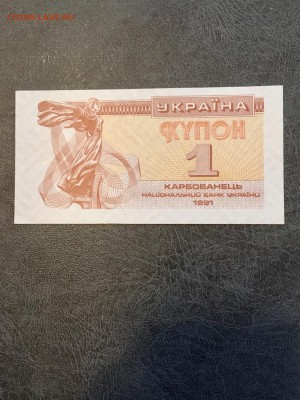 УКРАЇНА
КУПОН
1
КАРБОВАНЕЦЬ
НАЦІОНАЛЬНИЙ БАНК УКРАЇНИ
1991